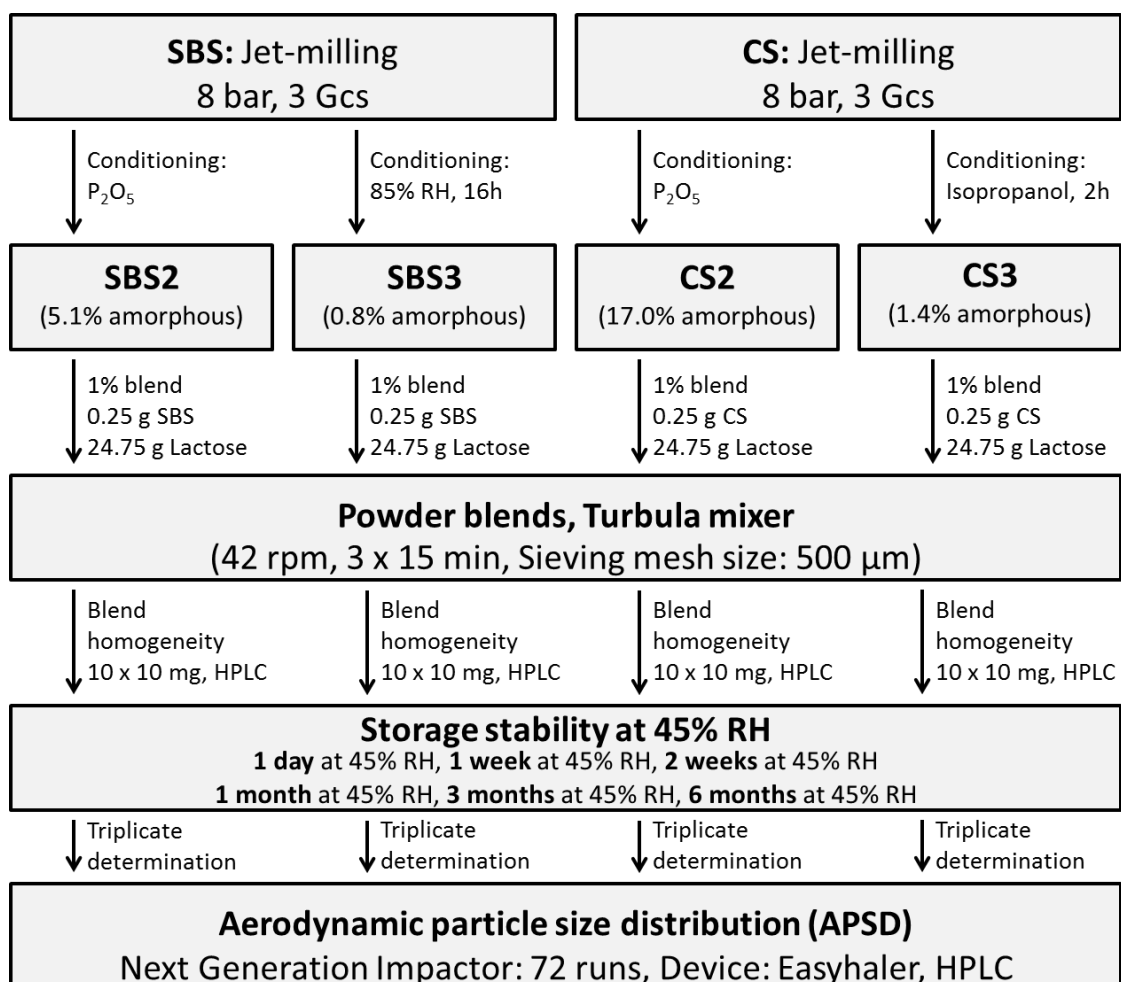 SBS: Jet-milling
8 bar, 3 Gcs
CS: Jet-milling
8 bar, 3 Gcs
Conditioning:
P₂O₅
Conditioning:
85% RH, 16h
Conditioning:
P₂O₅
Conditioning:
Isopropanol, 2h
SBS2
(5.1% amorphous)
SBS3
(0.8% amorphous)
CS2
(17.0% amorphous)
CS3
(1.4% amorphous)
1% blend
0.25 g SBS
24.75 g Lactose
1% blend
0.25 g SBS
24.75 g Lactose
1% blend
0.25 g CS
24.75 g Lactose
1% blend
0.25 g CS
24.75 g Lactose
Powder blends, Turbula mixer
(42 rpm, 3 x 15 min, Sieving mesh size: 500 µm)
Blend
homogeneity
10 x 10 mg, HPLC
Blend
homogeneity
10 x 10 mg, HPLC
Blend
homogeneity
10 x 10 mg, HPLC
Blend
homogeneity
10 x 10 mg, HPLC
Storage stability at 45% RH
1 day at 45% RH, 1 week at 45% RH, 2 weeks at 45% RH
1 month at 45% RH, 3 months at 45% RH, 6 months at 45% RH
Triplicate
determination
Triplicate
determination
Triplicate
determination
Triplicate
determination
Aerodynamic particle size distribution (APSD)
Next Generation Impactor: 72 runs, Device: Easyhaler, HPLC